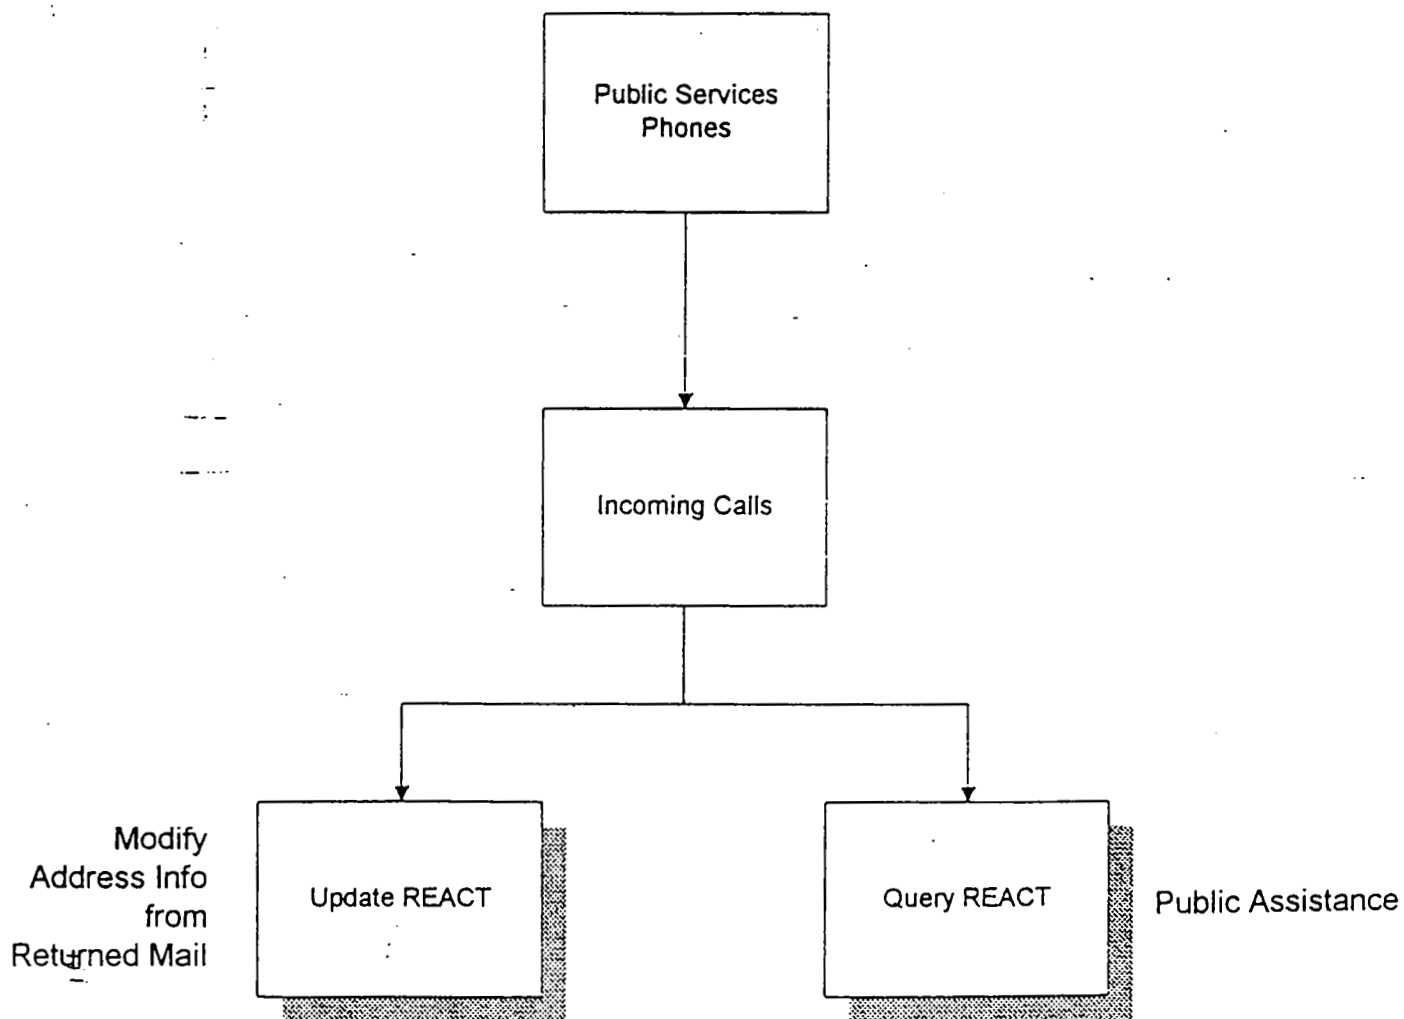 Public Services
Phones
Incoming Calls
Modify
Address Info
from
Returned Mail
Update REACT
Query REACT
Public Assistance